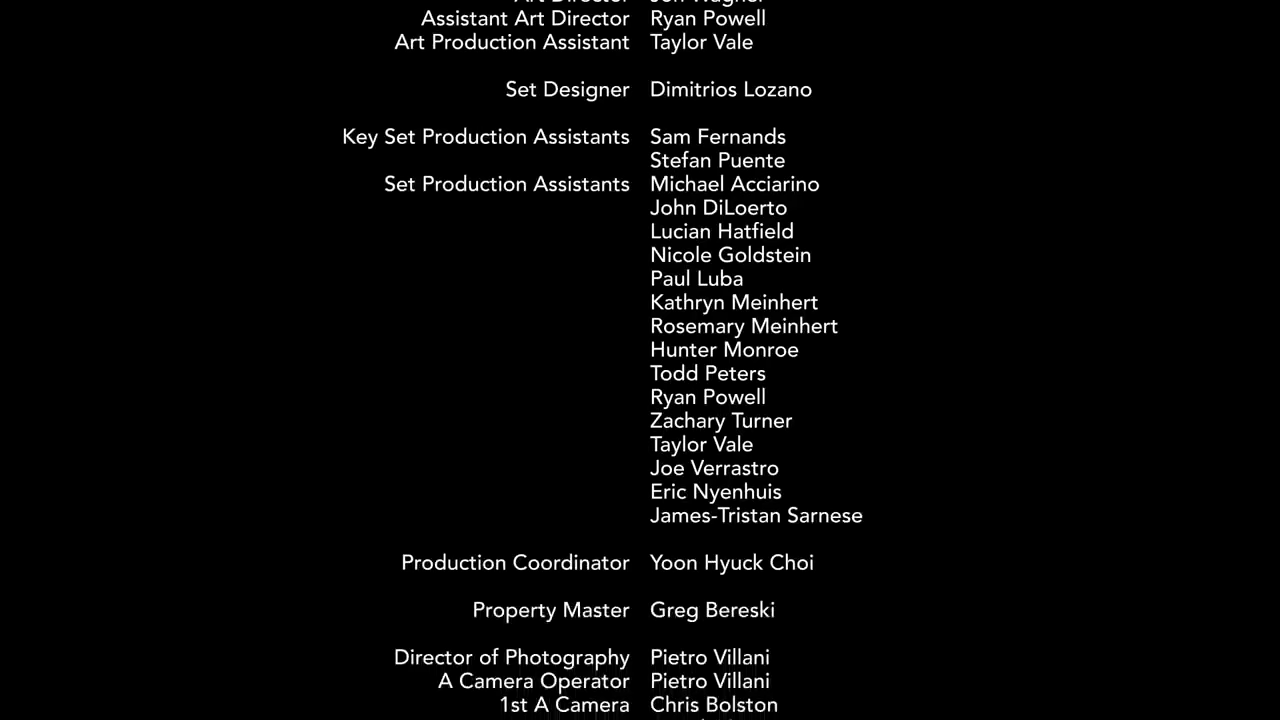 Art Director Jon Wagner
Assistant Art Director Ryan Powell
Art Production Assistant Taylor Vale
Set Designer Dimitrios Lozano
Key Set Production Assistants Sam Fernands
Stefan Puente
Set Production Assistants Michael Acciarino
John DiLoerto
Lucian Hatfield
Nicole Goldstein
Paul Luba
Kathryn Meinhert
Rosemary Meinhert
Hunter Monroe
Todd Peters
Ryan Powell
Zachary Turner
Taylor Vale
Joe Verrastro
Eric Nyenhuis
James-Tristan Sarnese
Production Coordinator Yoon Hyuck Choi
Property Master Greg Bereski
Director of Photography Pietro Villani
A Camera Operator Pietro Villani
1st A Camera Chris Bolston